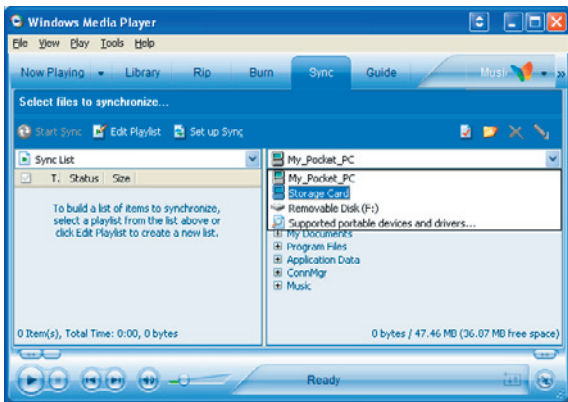 Windows Media Player
File View Play Tools Help
Now Playing Library Rip Burn Sync Guide Music
Select files to synchronize...
Start Sync Edit Playlist Set up Sync
Sync List
My_Pocket_PC
T. Status Size
My_Pocket_PC
Storage Card
Removable Disk (F:)
Supported portable devices and drivers...
To build a list of items to synchronize,
select a playlist from the list above or
click Edit Playlist to create a new list.
My Documents
Program Files
Application Data
ConnMgr
Music
0 Item(s), Total Time: 0:00, 0 bytes
0 bytes / 47.46 MB (36.07 MB free space)
Ready